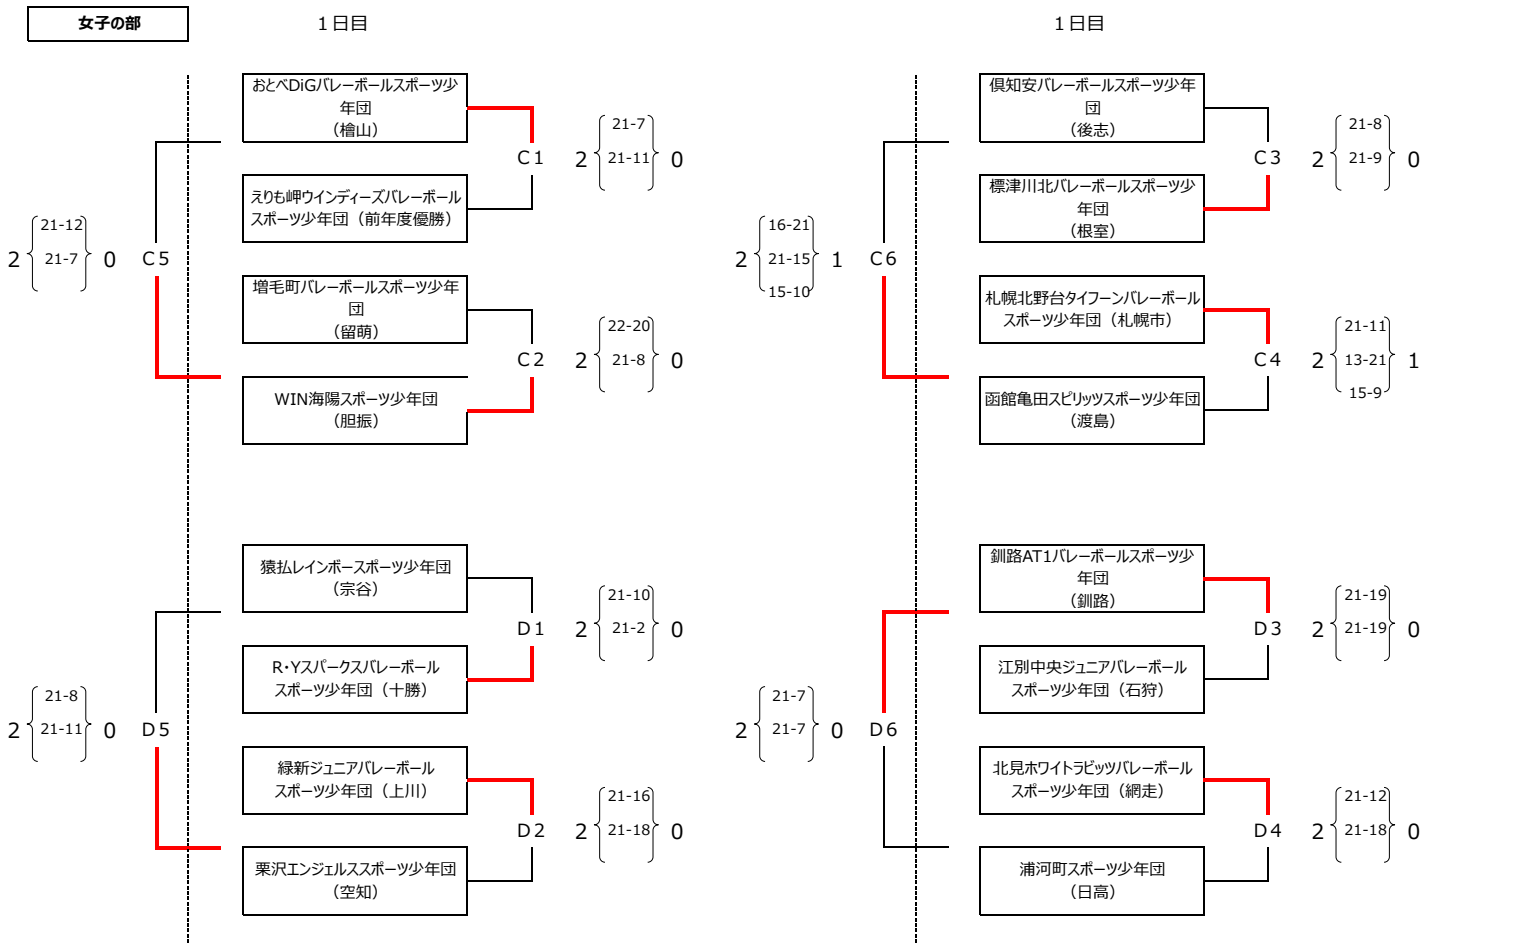 女子の部
1日目
1日目
おとべDiGバレーボールスポーツ少
年団
（檜山）
C1
2
21-7
21-11
0
えりも岬ウインディーズバレーボール
スポーツ少年団（前年度優勝）
2
21-12
21-7
0
C5
増毛町バレーボールスポーツ少年
団
（留萌）
C2
2
22-20
21-8
0
WIN海陽スポーツ少年団
（胆振）
倶知安バレーボールスポーツ少年
団
（後志）
C3
2
21-8
21-9
0
標津川北バレーボールスポーツ少
年団
（根室）
2
16-21
21-15
15-10
1
C6
札幌北野台タイフーンバレーボール
スポーツ少年団（札幌市）
C4
2
21-11
13-21
15-9
1
函館亀田スピリッツスポーツ少年団
（渡島）
猿払レインボースポーツ少年団
（宗谷）
D1
2
21-10
21-2
0
R・Yスパークスバレーボール
スポーツ少年団（十勝）
2
21-8
21-11
0
D5
緑新ジュニアバレーボール
スポーツ少年団（上川）
D2
2
21-16
21-18
0
栗沢エンジェルススポーツ少年団
（空知）
釧路AT1バレーボールスポーツ少
年団
（釧路）
D3
2
21-19
21-19
0
江別中央ジュニアバレーボール
スポーツ少年団（石狩）
2
21-7
21-7
0
D6
北見ホワイトラビッツバレーボール
スポーツ少年団（網走）
D4
2
21-12
21-18
0
浦河町スポーツ少年団
（日高）